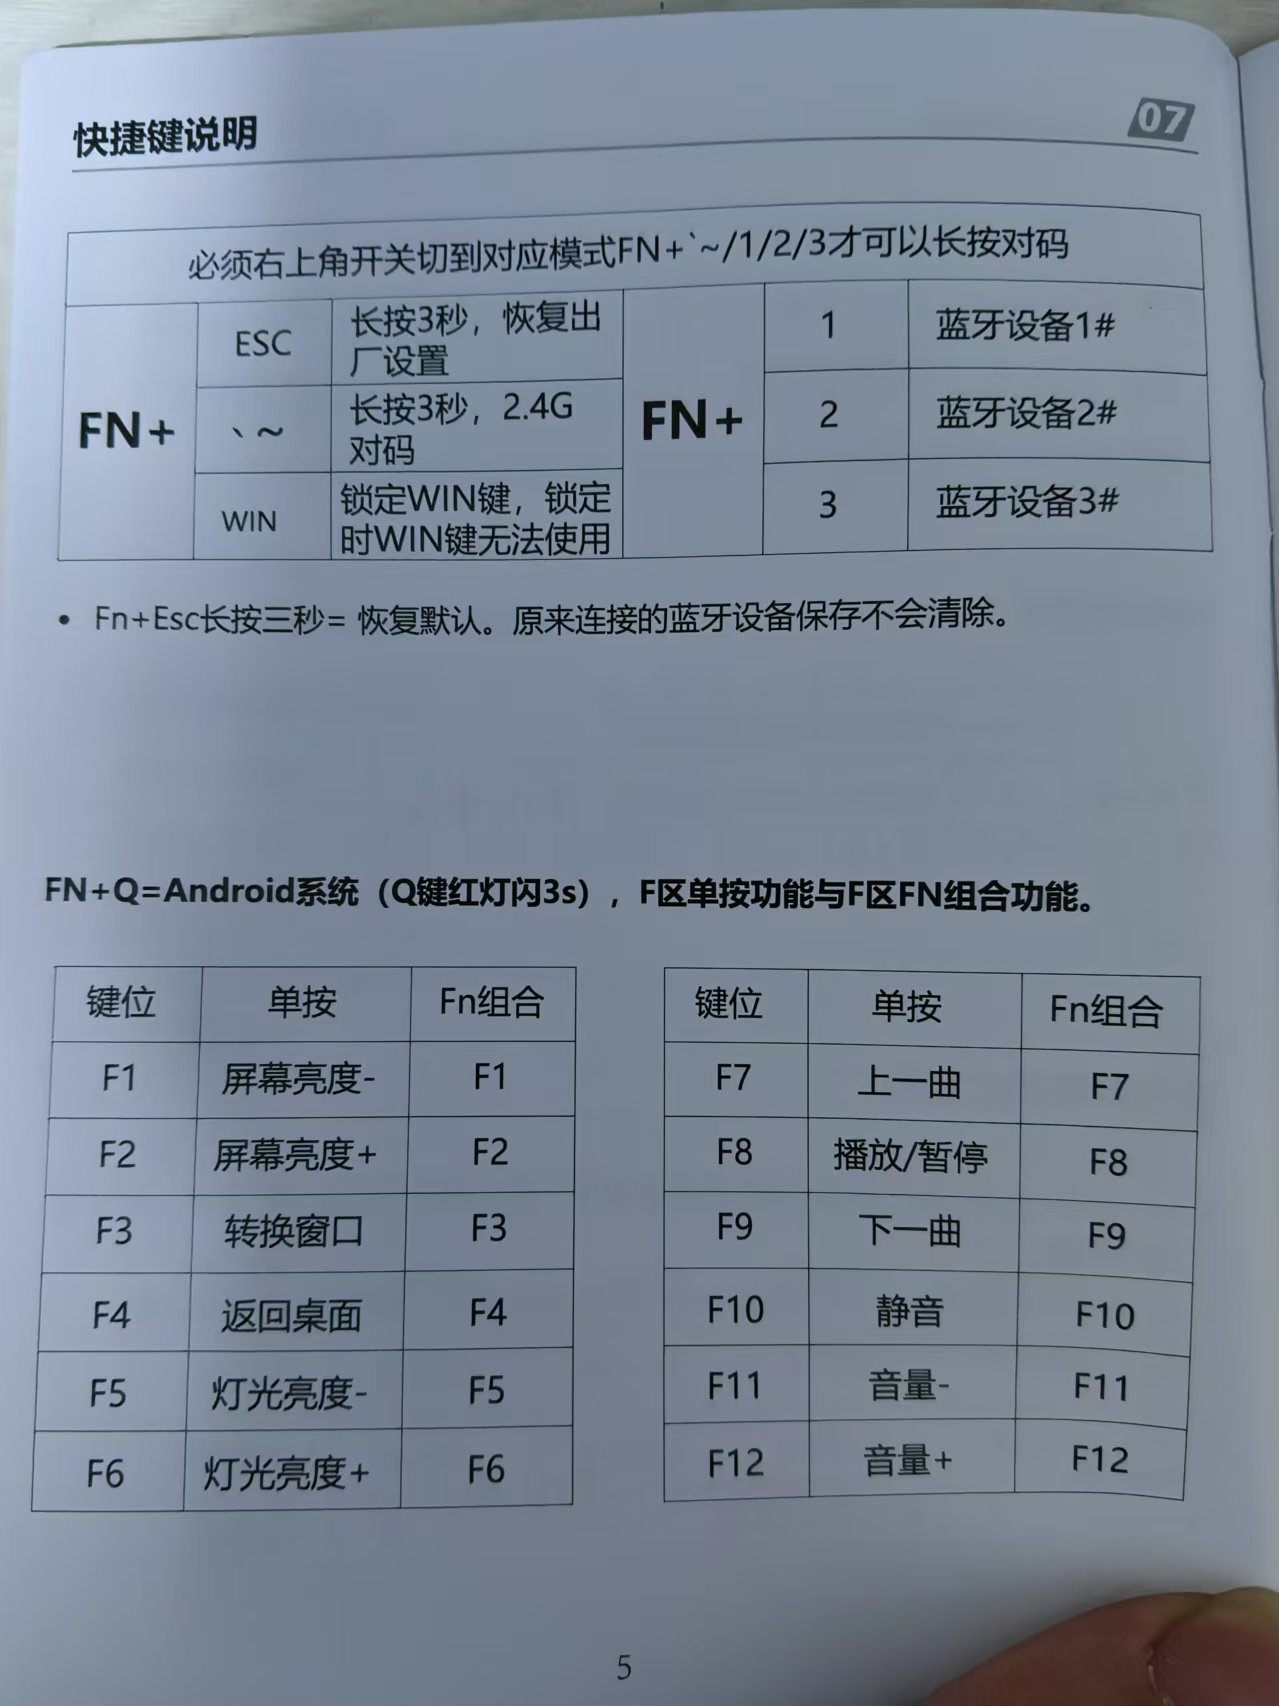 快捷键说明
07
必须右上角开关切到对应模式FN+`~/1/2/3才可以长按对码
FN+
ESC
长按3秒，恢复出
厂设置
、~
长按3秒，2.4G
对码
WIN
锁定WIN键，锁定
时WIN键无法使用
FN+
1 蓝牙设备1#
2 蓝牙设备2#
3 蓝牙设备3#
• Fn+Esc长按三秒= 恢复默认。原来连接的蓝牙设备保存不会清除。
FN+Q=Android系统（Q键红灯闪3s），F区单按功能与F区FN组合功能。
键位 单按 Fn组合
F1 屏幕亮度- F1
F2 屏幕亮度+ F2
F3 转换窗口 F3
F4 返回桌面 F4
F5 灯光亮度- F5
F6 灯光亮度+ F6
键位 单按 Fn组合
F7 上一曲 F7
F8 播放/暂停 F8
F9 下一曲 F9
F10 静音 F10
F11 音量- F11
F12 音量+ F12
5